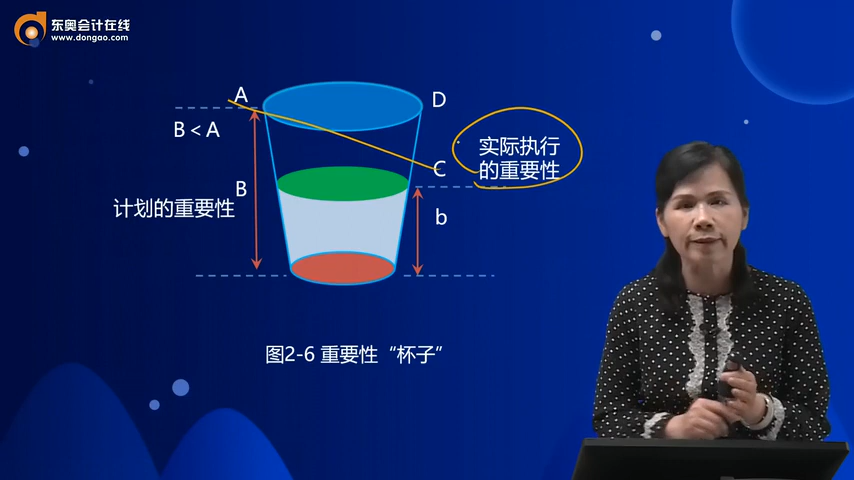 东奥会计在线
www.dongao.com
A
D
B < A
实际执行
的重要性
C
B
计划的重要性
b
图2-6 重要性“杯子”